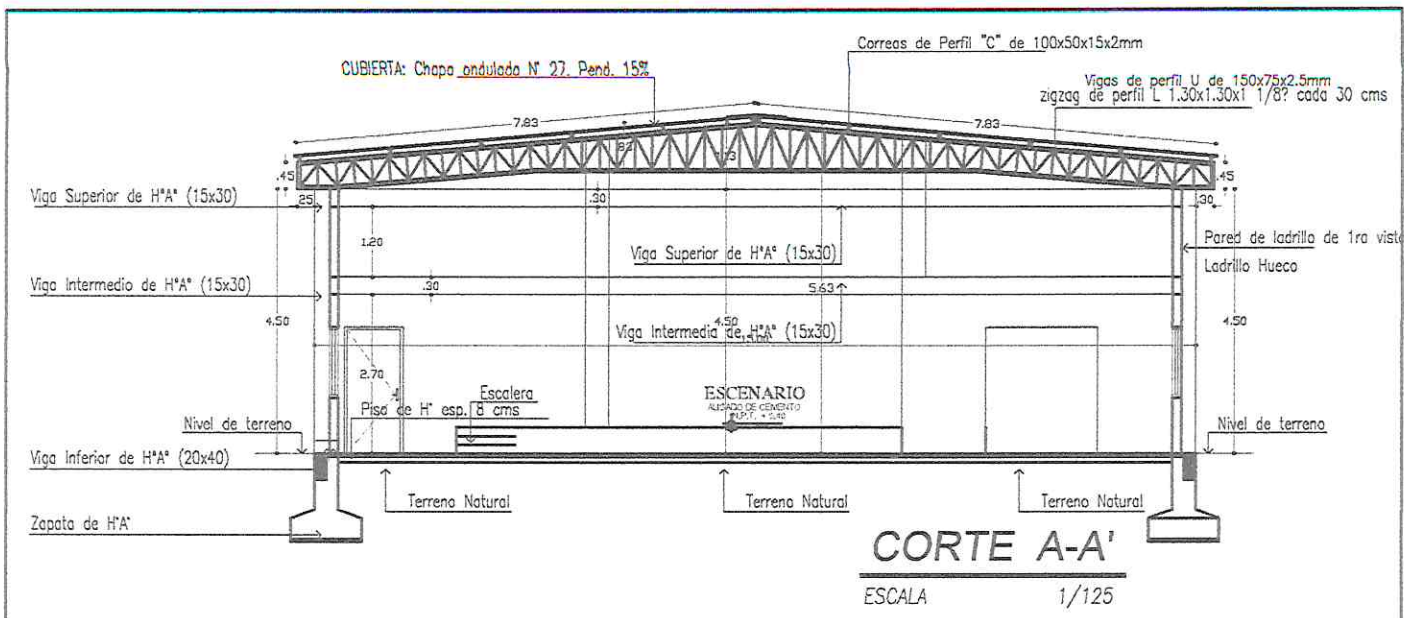 Correas de Perfil "C" de 100x50x15x2mm
CUBIERTA: Chapa ondulada N° 27. Pend. 15%
Vigas de perfil U de 150x75x2.5mm
zigzag de perfil L 1.30x1.30x1 1/8? cada 30 cms
7.83
7.83
.45
.45
Viga Superior de H°A° (15x30)
.25
.30
.30
1.20
Viga Superior de H°A° (15x30)
Pared de ladrillo de 1ra vista
Ladrillo Hueco
Viga Intermedio de H°A° (15x30)
.30
5.63
4.50
4.50
4.50
Viga Intermedia de H°A° (15x30)
2.70
Escalera
ESCENARIO
ALISADO DE CEMENTO
N.P.T.
Piso de H° esp. 8 cms
Nivel de terreno
Nivel de terreno
Viga Inferior de H°A° (20x40)
Terreno Natural
Terreno Natural
Terreno Natural
Zapata de H°A°
CORTE A-A'
ESCALA 1/125